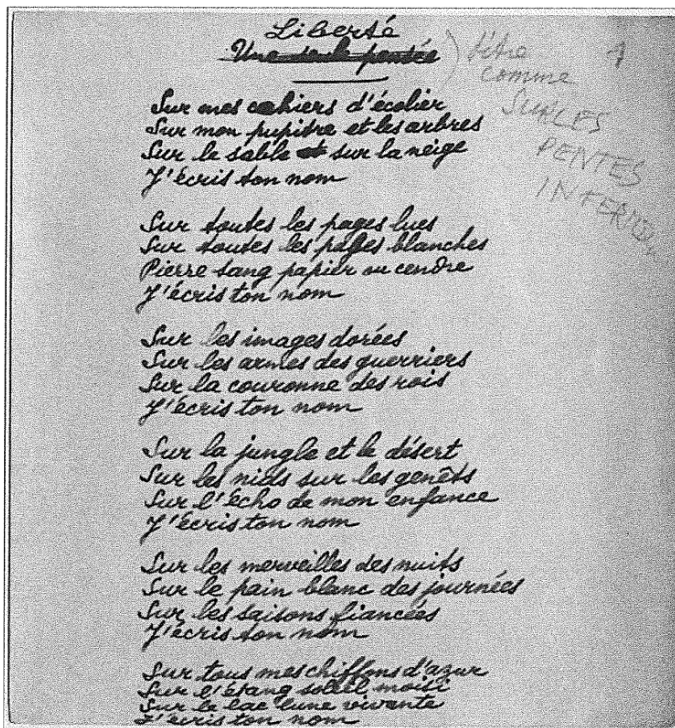 Liberté
Une seule pensée
titre
comme
SUR LES
PENTES
Sur mes cahiers d'écolier
Sur mon pupitre et les arbres
Sur le sable et sur la neige
J'écris ton nom
Sur toutes les pages lues
Sur toutes les pages blanches
Pierre sang papier ou cendre
J'écris ton nom
Sur les images dorées
Sur les armes des guerriers
Sur la couronne des rois
J'écris ton nom
Sur la jungle et le désert
Sur les nids sur les genêts
Sur l'écho de mon enfance
J'écris ton nom
Sur les merveilles des nuits
Sur le pain blanc des journées
Sur les saisons fiancées
J'écris ton nom
Sur tous mes chiffons d'azur
Sur l'étang soleil moisi
Sur le lac lune vivante
J'écris ton nom